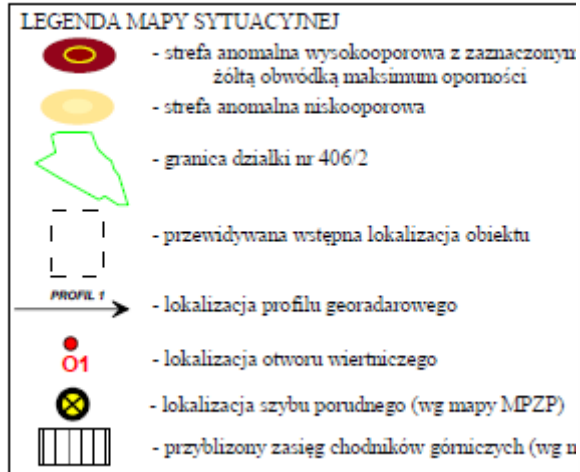 LEGENDA MAPY SYTUACYJNEJ
- strefa anomalna wysokooporowa z zaznaczonym
żółtą obwódką maksimum oporności
- strefa anomalna niskooporowa
- granica działki nr 406/2
- przewidywana wstępna lokalizacja obiektu
PROFIL 1
- lokalizacja profilu georadarowego
O1
- lokalizacja otworu wiertniczego
- lokalizacja szybu porudnego (wg mapy MPZP)
- przyblizony zasięg chodników górniczych (wg m